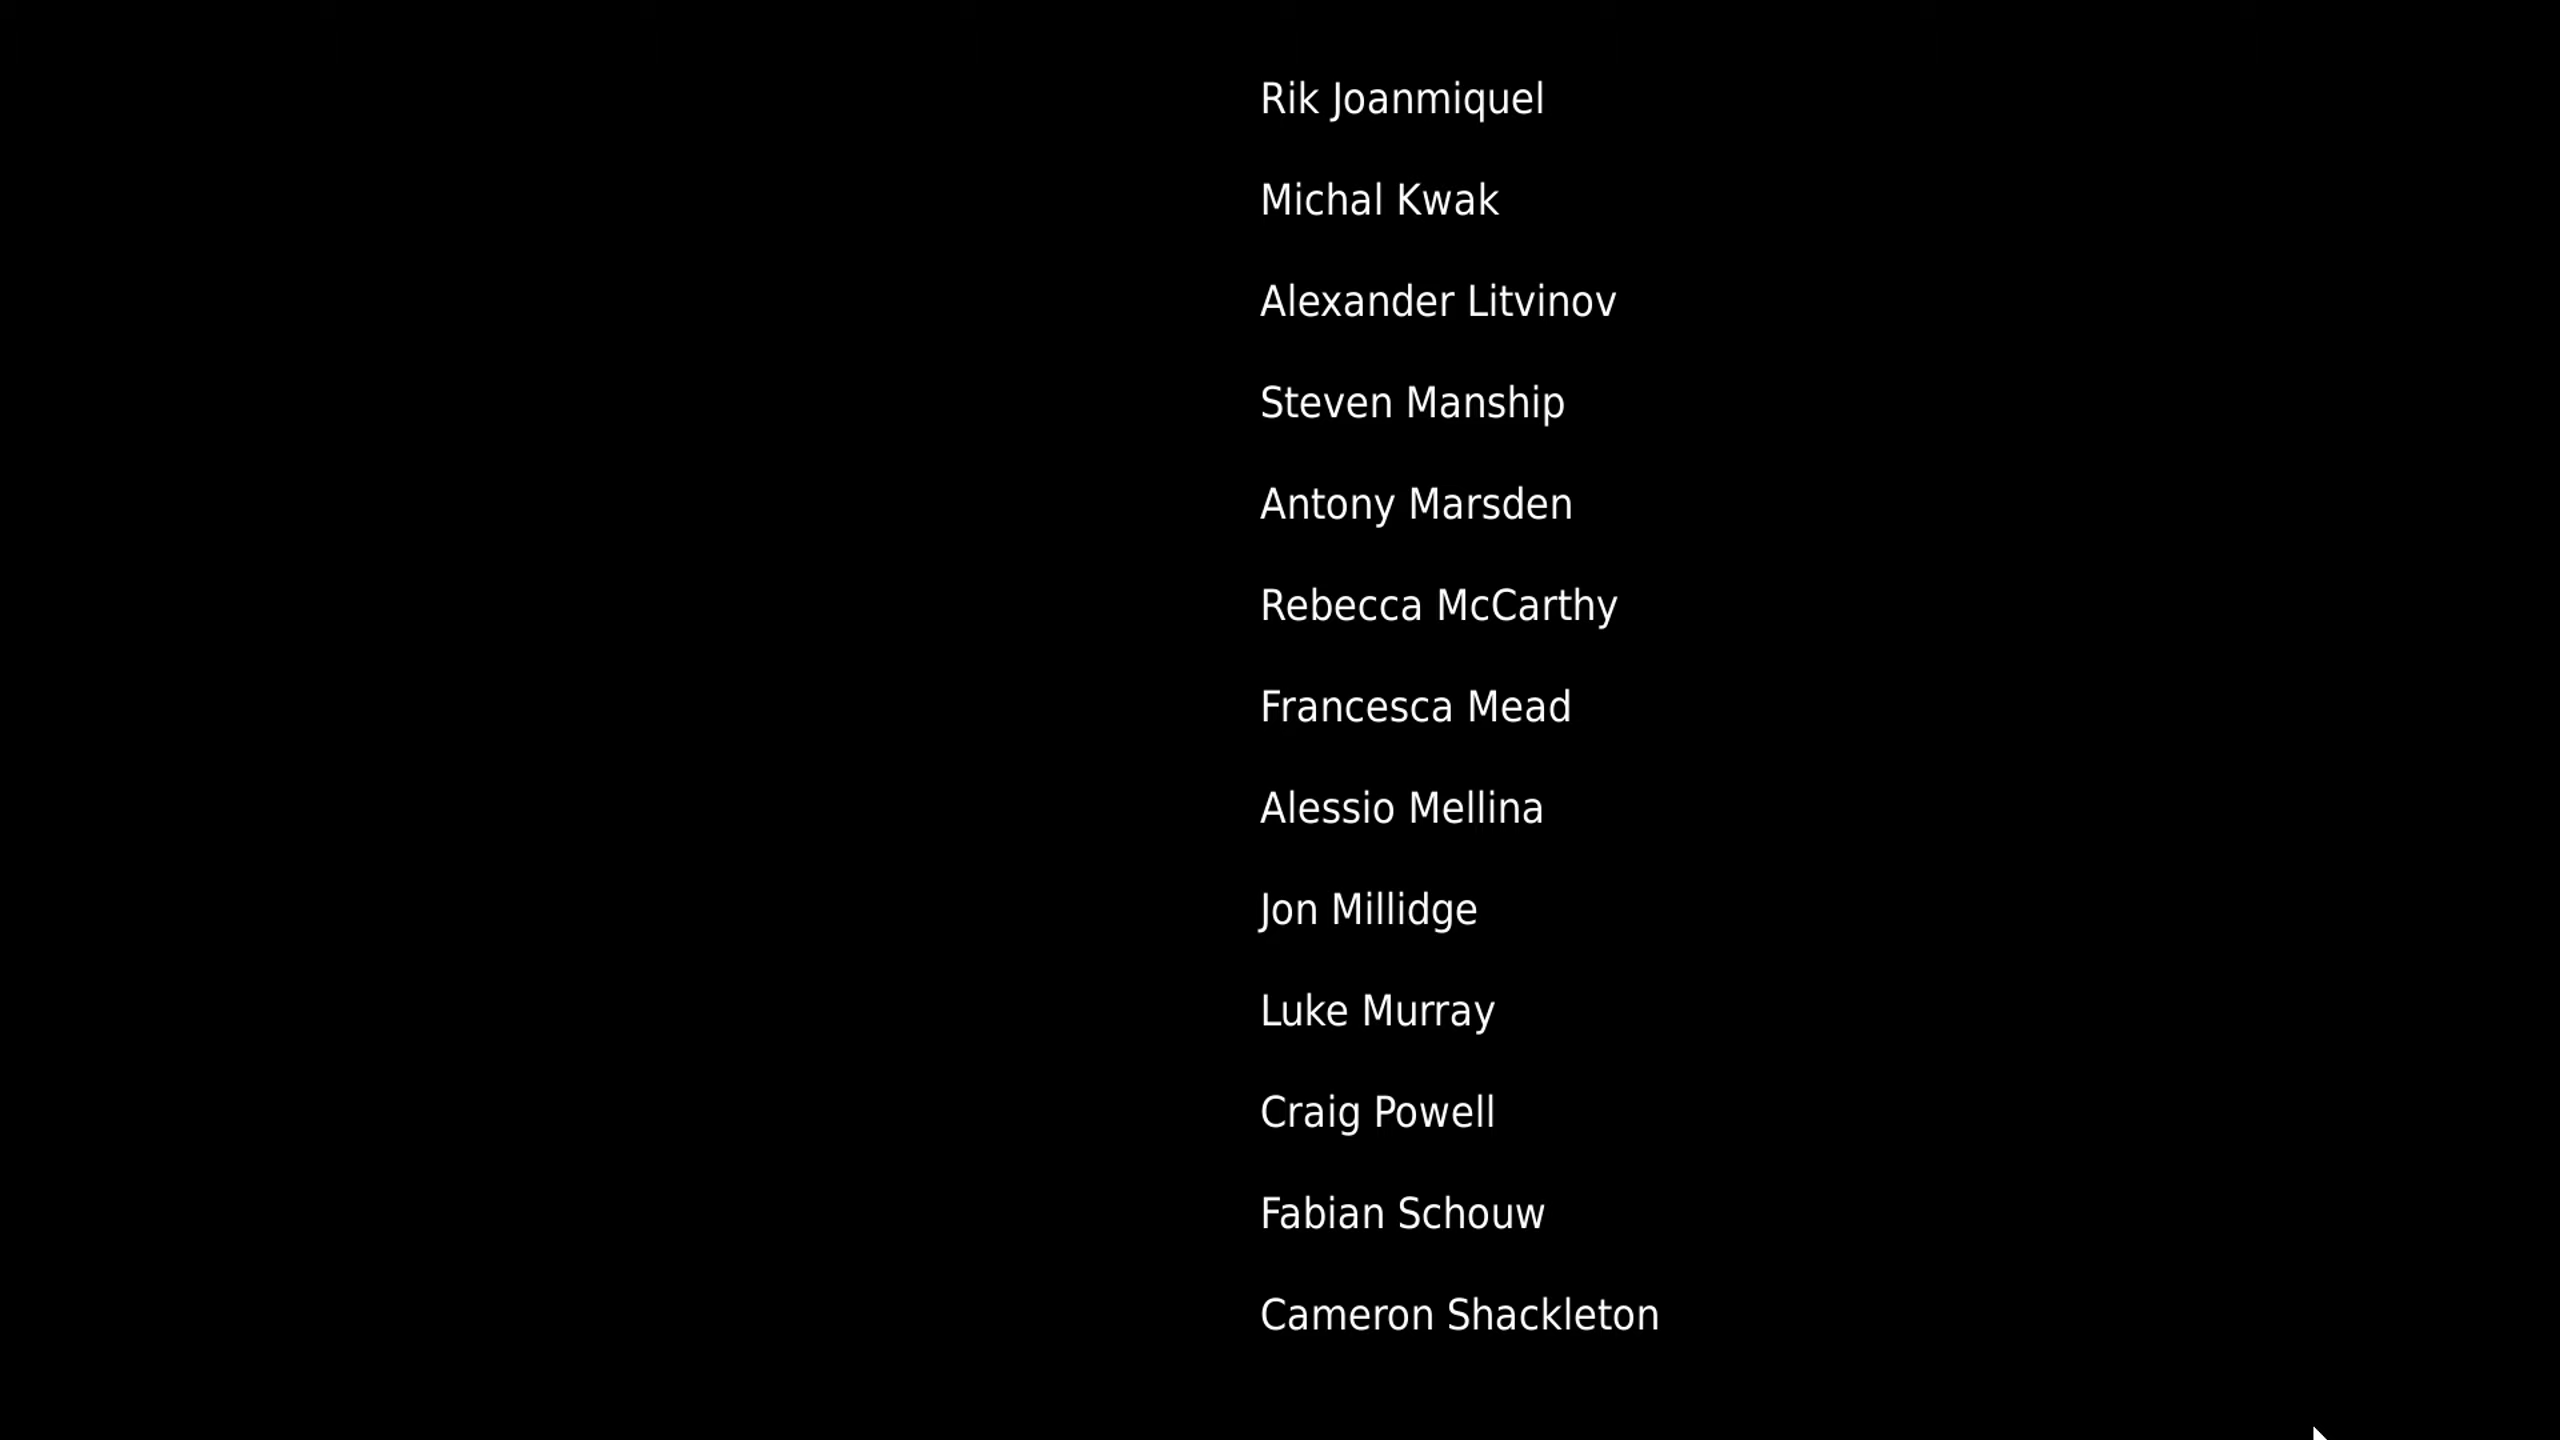 Rik Joanmiquel
Michal Kwak
Alexander Litvinov
Steven Manship
Antony Marsden
Rebecca McCarthy
Francesca Mead
Alessio Mellina
Jon Millidge
Luke Murray
Craig Powell
Fabian Schouw
Cameron Shackleton